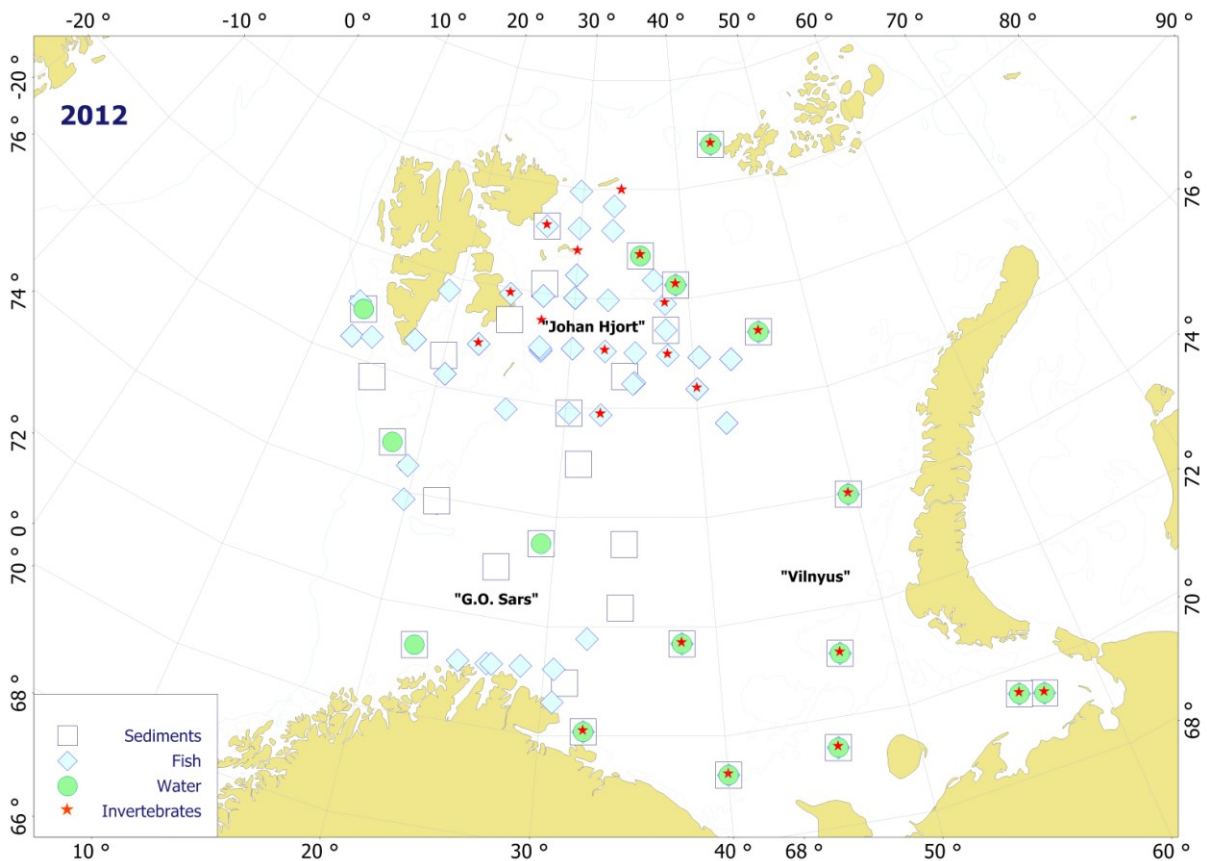 -20 ° -10 ° 0 ° 10 ° 20 ° 30 ° 40 ° 50 ° 60 ° 70 ° 80 ° 90 °
-20 °
76 °
74 °
72 °
0 °
70 °
68 °
66 °
2012
"Johan Hjort"
"Vilnyus"
"G.O. Sars"
Sediments
Fish
Water
Invertebrates
76 °
74 °
72 °
70 °
68 °
10 ° 20 ° 30 ° 40 ° 68 ° 50 ° 60 °